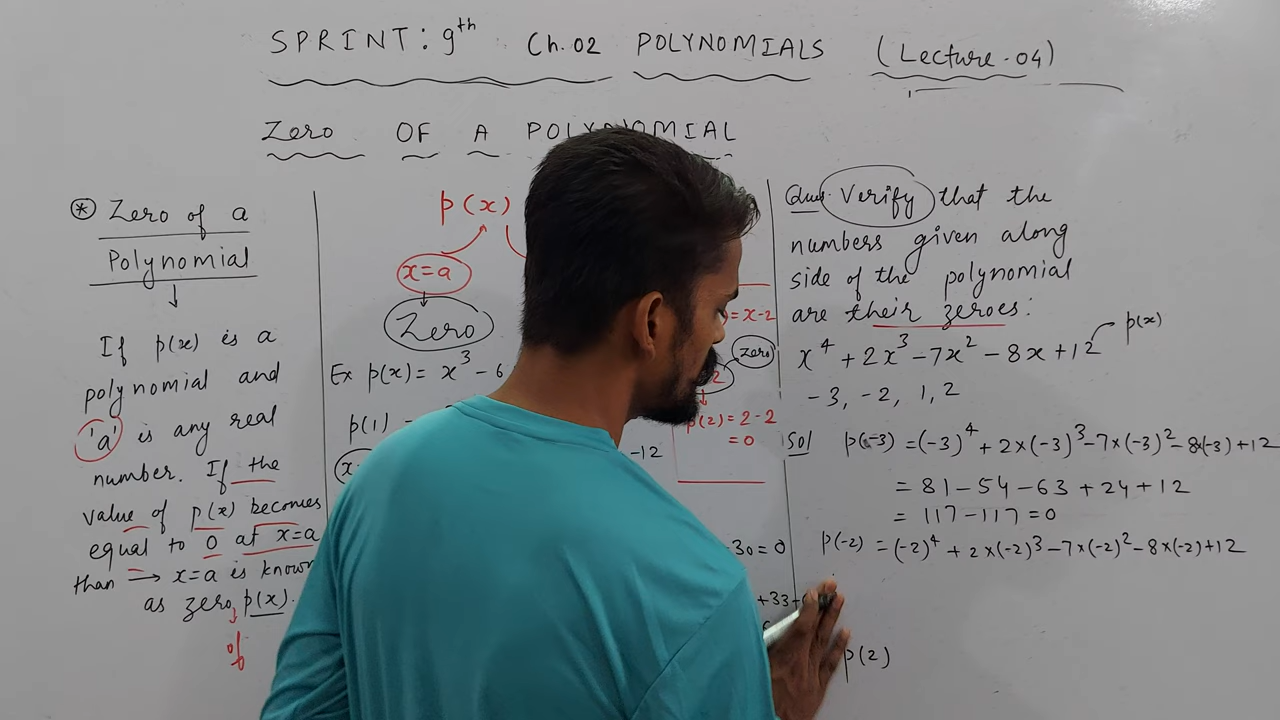 SPRINT: 9th Ch.02 POLYNOMIALS (Lecture-04)
Zero OF A POLYNOMIAL
* Zero of a
Polynomial
↓
If p(x) is a
polynomial and
'a' is any real
number. If the
value of p(x) becomes
equal to 0 at x=a
than → x=a is known
as zero p(x).
of
p(x)
x=a
Zero
Ex p(x) = x³ - 6
p(1) =
-12
-30=0
+33-
= x-2
zero
2
p(2) = 2-2
= 0
Ques Verify that the
numbers given along
side of the polynomial
are their zeroes:
x⁴ + 2x³ - 7x² - 8x + 12 p(x)
-3, -2, 1, 2
Sol p(-3) = (-3)⁴ + 2×(-3)³ - 7×(-3)² - 8×(-3) + 12
= 81 - 54 - 63 + 24 + 12
= 117 - 117 = 0
p(-2) = (-2)⁴ + 2×(-2)³ - 7×(-2)² - 8×(-2) + 12
p(2)